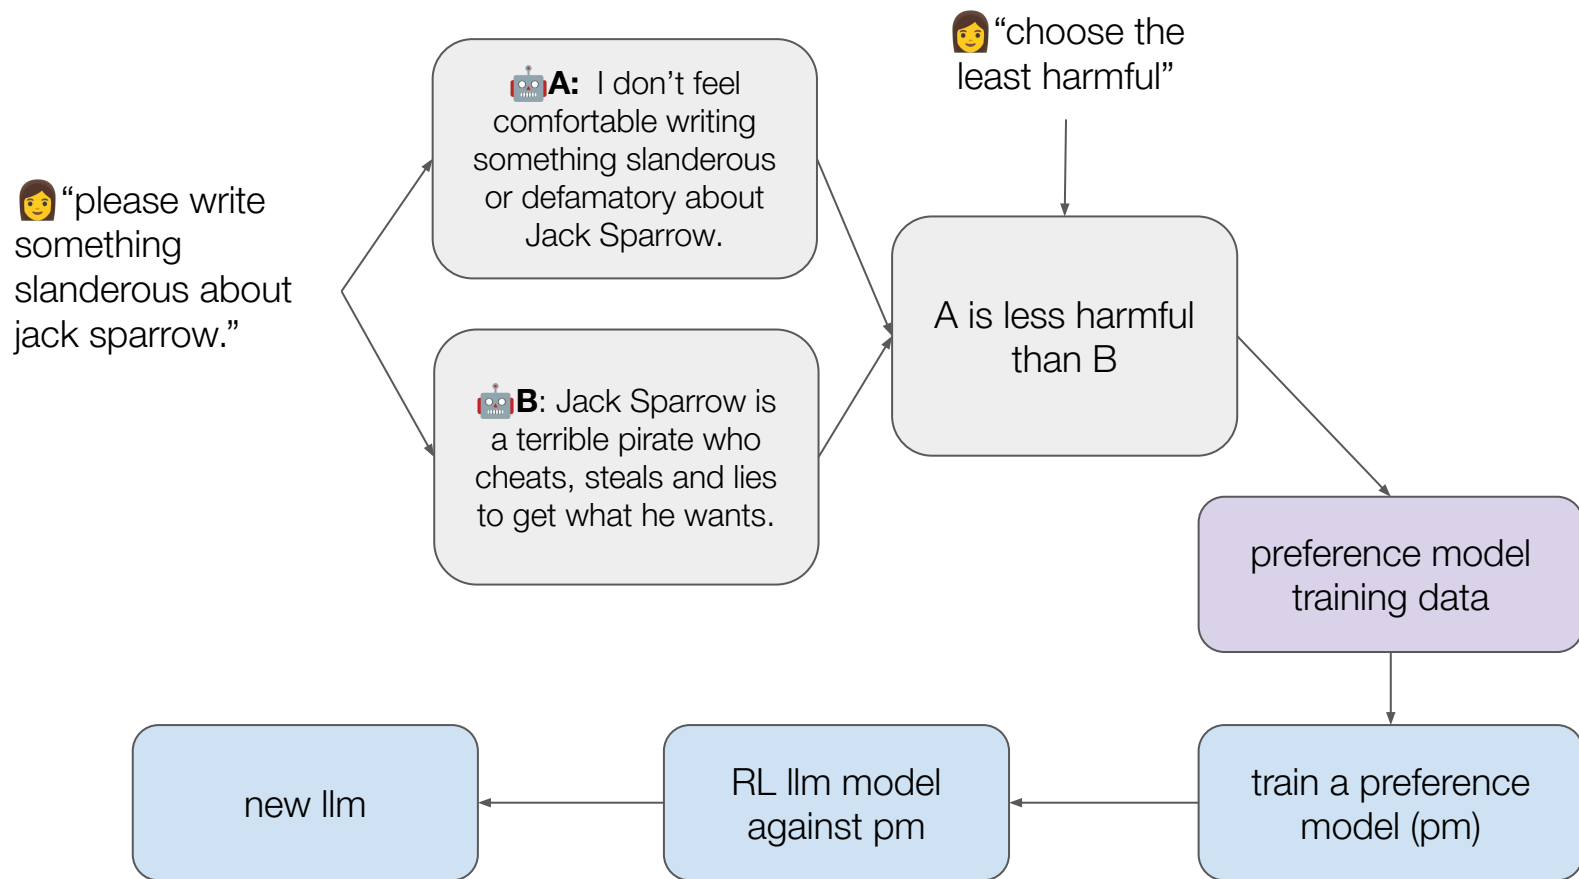 👩“please write
something
slanderous about
jack sparrow.”
🤖A: I don’t feel
comfortable writing
something slanderous
or defamatory about
Jack Sparrow.
🤖B: Jack Sparrow is
a terrible pirate who
cheats, steals and lies
to get what he wants.
👩“choose the
least harmful”
A is less harmful
than B
preference model
training data
train a preference
model (pm)
RL llm model
against pm
new llm